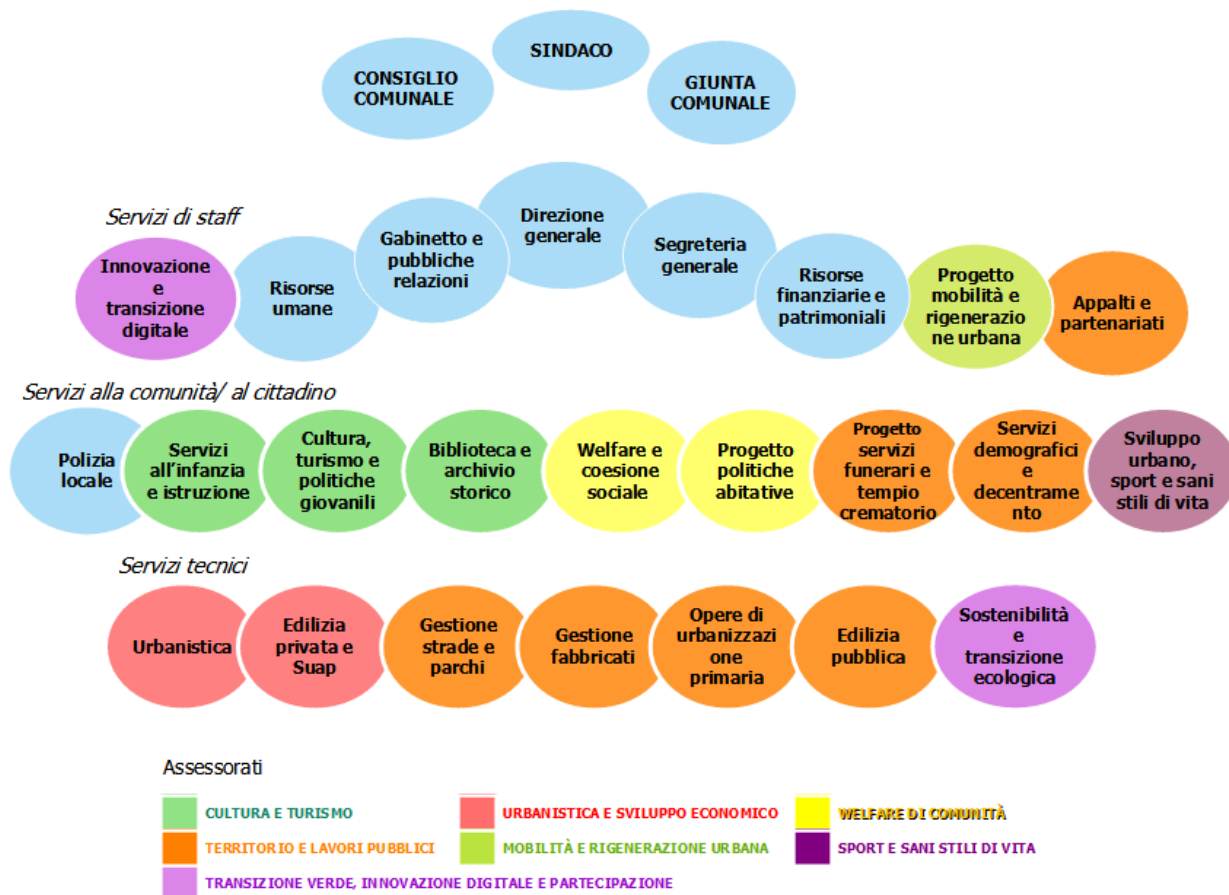 SINDACO
CONSIGLIO
COMUNALE
GIUNTA
COMUNALE
Servizi di staff
Innovazione
e
transizione
digitale
Risorse
umane
Gabinetto e
pubbliche
relazioni
Direzione
generale
Segreteria
generale
Risorse
finanziarie e
patrimoniali
Progetto
mobilità e
rigenerazio
ne urbana
Appalti e
partenariati
Servizi alla comunità/ al cittadino
Polizia
locale
Servizi
all'infanzia
e istruzione
Cultura,
turismo e
politiche
giovanili
Biblioteca e
archivio
storico
Welfare e
coesione
sociale
Progetto
politiche
abitative
Progetto
servizi
funerari e
tempio
crematorio
Servizi
demografici
e
decentrame
nto
Sviluppo
urbano,
sport e sani
stili di vita
Servizi tecnici
Urbanistica
Edilizia
privata e
Suap
Gestione
strade e
parchi
Gestione
fabbricati
Opere di
urbanizzazi
one
primaria
Edilizia
pubblica
Sostenibilità
e
transizione
ecologica
Assessorati
CULTURA E TURISMO
URBANISTICA E SVILUPPO ECONOMICO
WELFARE DI COMUNITÀ
TERRITORIO E LAVORI PUBBLICI
MOBILITÀ E RIGENERAZIONE URBANA
SPORT E SANI STILI DI VITA
TRANSIZIONE VERDE, INNOVAZIONE DIGITALE E PARTECIPAZIONE